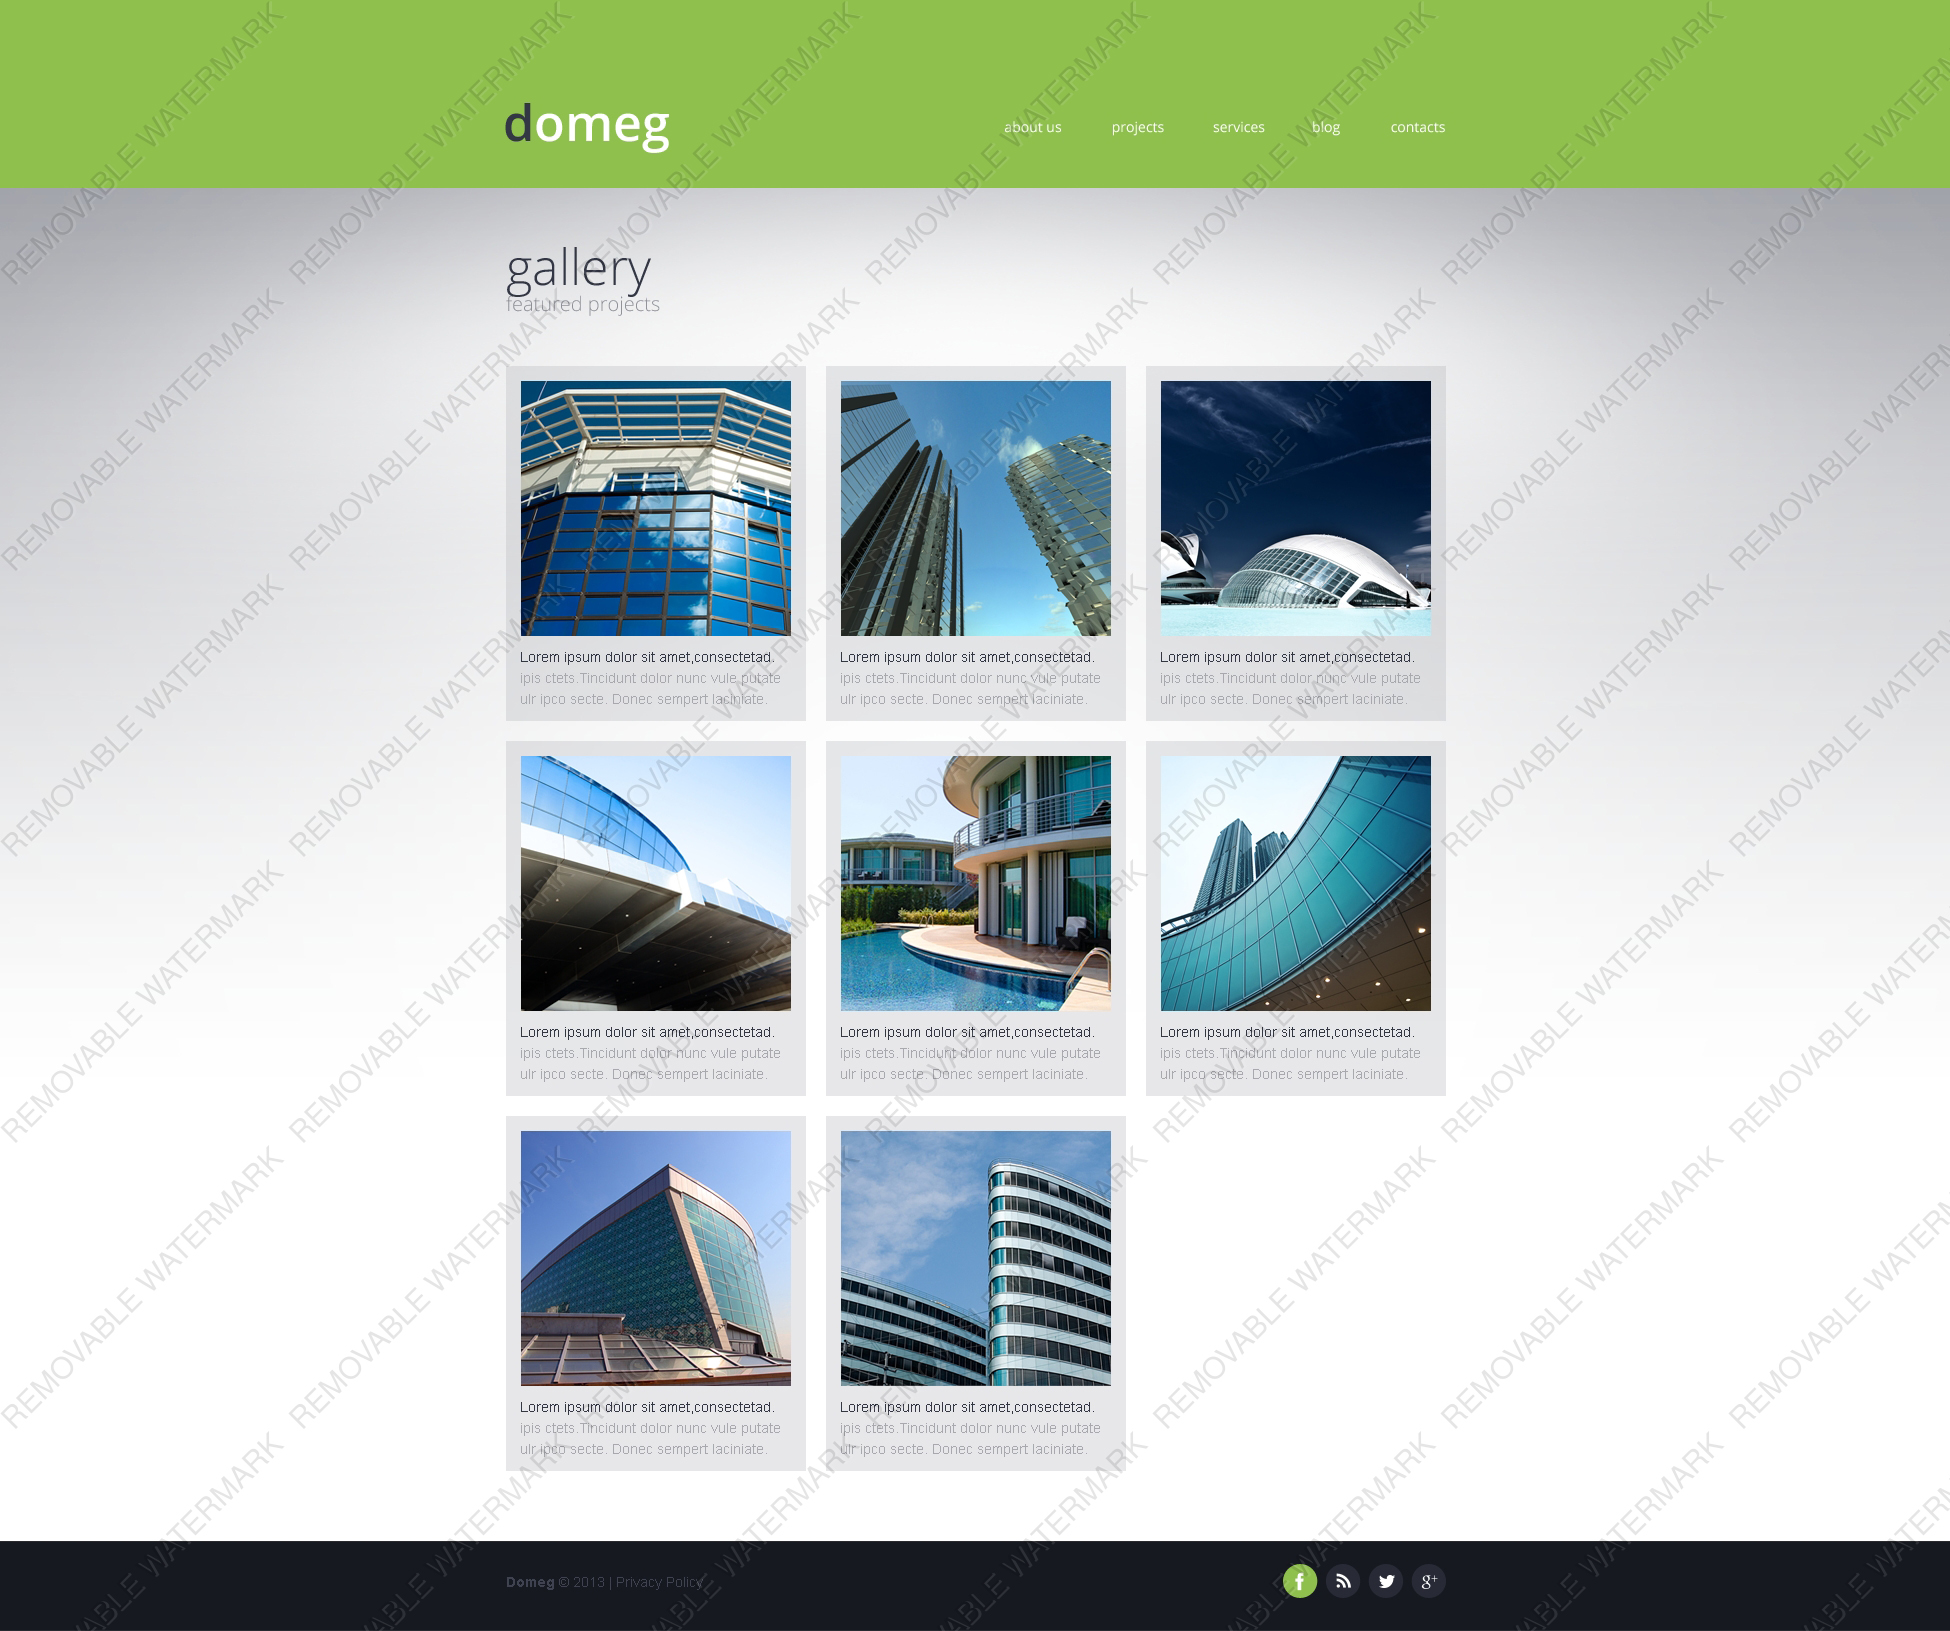 domeg
about us projects services blog contacts
gallery
featured projects
Lorem ipsum dolor sit amet,consectetad.
ipis ctets.Tincidunt dolor nunc vule putate
ulr ipco secte. Donec sempert laciniate.
Lorem ipsum dolor sit amet,consectetad.
ipis ctets.Tincidunt dolor nunc vule putate
ulr ipco secte. Donec sempert laciniate.
Lorem ipsum dolor sit amet,consectetad.
ipis ctets.Tincidunt dolor nunc vule putate
ulr ipco secte. Donec sempert laciniate.
Lorem ipsum dolor sit amet,consectetad.
ipis ctets.Tincidunt dolor nunc vule putate
ulr ipco secte. Donec sempert laciniate.
Lorem ipsum dolor sit amet,consectetad.
ipis ctets.Tincidunt dolor nunc vule putate
ulr ipco secte. Donec sempert laciniate.
Lorem ipsum dolor sit amet,consectetad.
ipis ctets.Tincidunt dolor nunc vule putate
ulr ipco secte. Donec sempert laciniate.
Lorem ipsum dolor sit amet,consectetad.
ipis ctets.Tincidunt dolor nunc vule putate
ulr ipco secte. Donec sempert laciniate.
Lorem ipsum dolor sit amet,consectetad.
ipis ctets.Tincidunt dolor nunc vule putate
ulr ipco secte. Donec sempert laciniate.
Domeg © 2013 | Privacy Policy
REMOVABLE WATERMARK